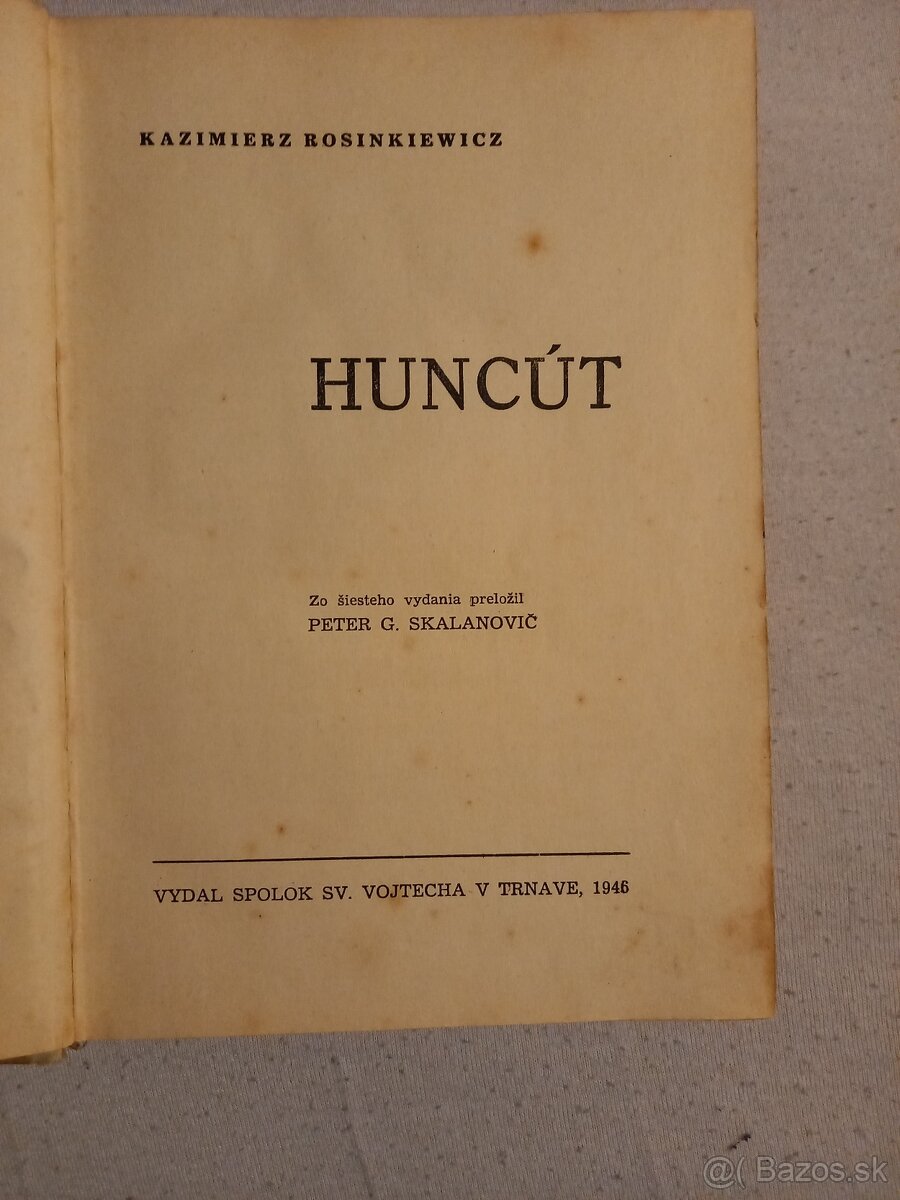 KAZIMIERZ ROSINKIEWICZ
HUNCÚT
Zo šiesteho vydania preložil
PETER G. SKALANOVIČ
VYDAL SPOLOK SV. VOJTECHA V TRNAVE, 1946
@( Bazos.sk